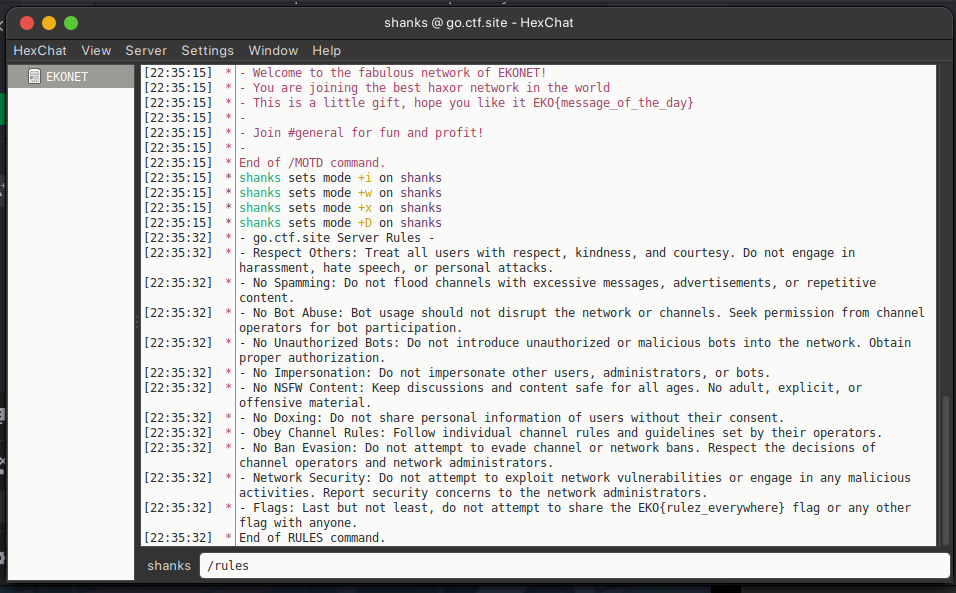 shanks @ go.ctf.site - HexChat
HexChat View Server Settings Window Help
EKONET
[22:35:15] * - Welcome to the fabulous network of EKONET!
[22:35:15] * - You are joining the best haxor network in the world
[22:35:15] * - This is a little gift, hope you like it EKO{message_of_the_day}
[22:35:15] * -
[22:35:15] * - Join #general for fun and profit!
[22:35:15] * -
[22:35:15] * End of /MOTD command.
[22:35:15] * shanks sets mode +i on shanks
[22:35:15] * shanks sets mode +w on shanks
[22:35:15] * shanks sets mode +x on shanks
[22:35:15] * shanks sets mode +D on shanks
[22:35:32] * - go.ctf.site Server Rules -
[22:35:32] * - Respect Others: Treat all users with respect, kindness, and courtesy. Do not engage in
harassment, hate speech, or personal attacks.
[22:35:32] * - No Spamming: Do not flood channels with excessive messages, advertisements, or repetitive
content.
[22:35:32] * - No Bot Abuse: Bot usage should not disrupt the network or channels. Seek permission from channel
operators for bot participation.
[22:35:32] * - No Unauthorized Bots: Do not introduce unauthorized or malicious bots into the network. Obtain
proper authorization.
[22:35:32] * - No Impersonation: Do not impersonate other users, administrators, or bots.
[22:35:32] * - No NSFW Content: Keep discussions and content safe for all ages. No adult, explicit, or
offensive material.
[22:35:32] * - No Doxing: Do not share personal information of users without their consent.
[22:35:32] * - Obey Channel Rules: Follow individual channel rules and guidelines set by their operators.
[22:35:32] * - No Ban Evasion: Do not attempt to evade channel or network bans. Respect the decisions of
channel operators and network administrators.
[22:35:32] * - Network Security: Do not attempt to exploit network vulnerabilities or engage in any malicious
activities. Report security concerns to the network administrators.
[22:35:32] * - Flags: Last but not least, do not attempt to share the EKO{rulez_everywhere} flag or any other
flag with anyone.
[22:35:32] * End of RULES command.
shanks /rules